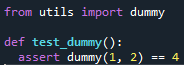 from utils import dummy

def test_dummy():
  assert dummy(1, 2) == 4